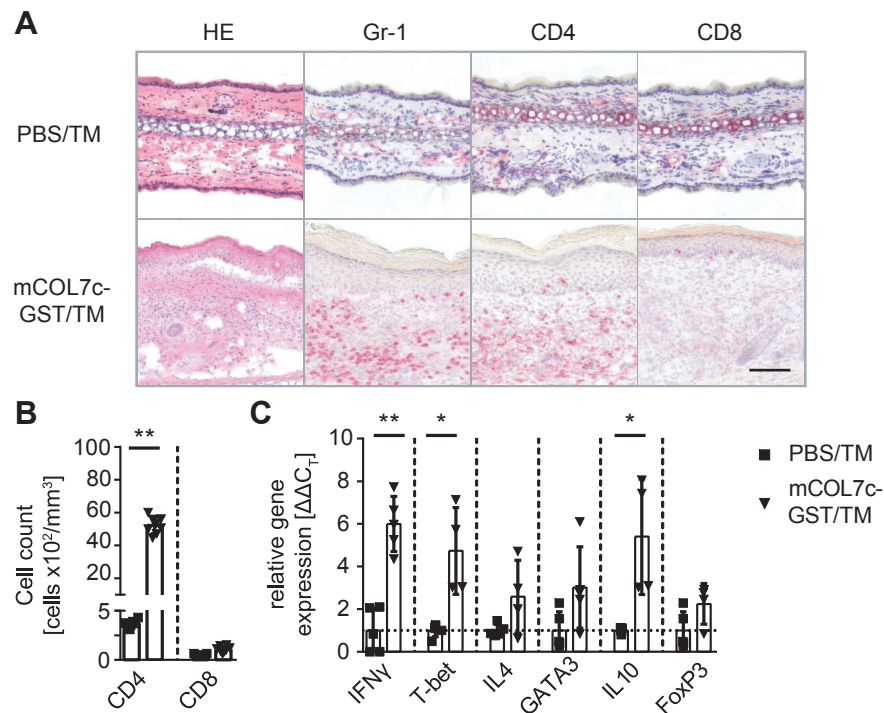 A
HE Gr-1 CD4 CD8
PBS/TM
mCOL7c-
GST/TM
B
Cell count
[cells x10²/mm³]
100
80
60
40
20
5
0
**
CD4 CD8
C
relative gene
expression [ΔΔC_T]
10
8
6
4
2
0
** * *
IFNγ T-bet IL4 GATA3 IL10 FoxP3
PBS/TM
mCOL7c-
GST/TM